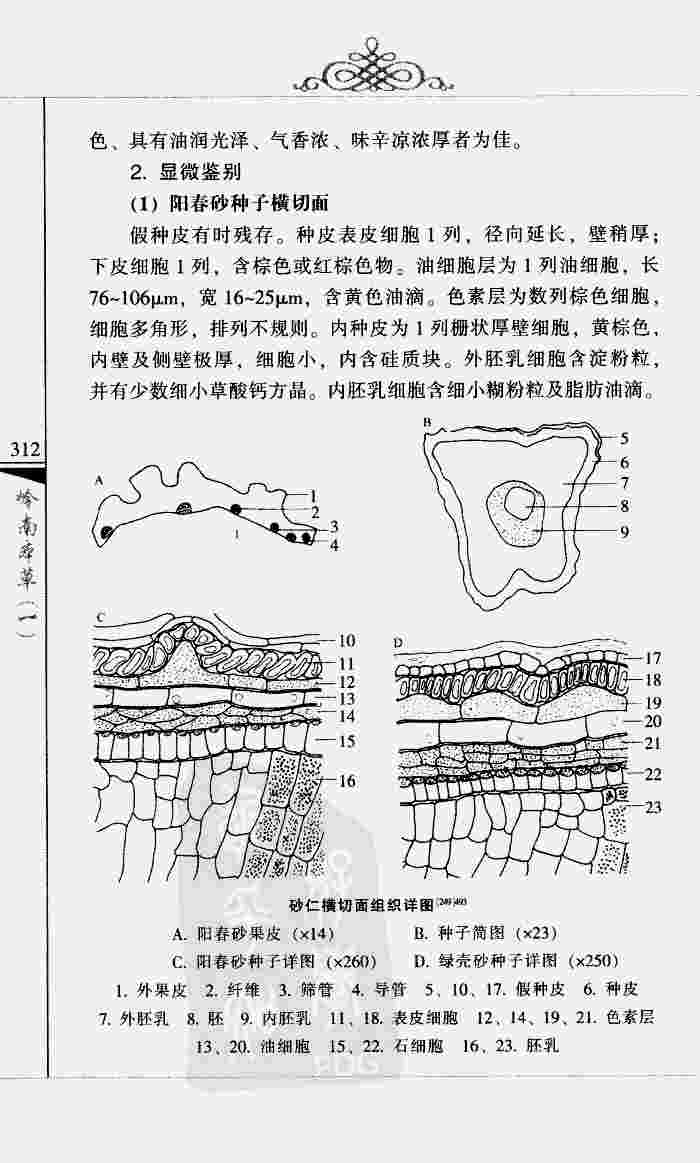 色、具有油润光泽、气香浓、味辛凉浓厚者为佳。
2. 显微鉴别
(1) 阳春砂种子横切面
假种皮有时残存。种皮表皮细胞1列，径向延长，壁稍厚；
下皮细胞1列，含棕色或红棕色物。油细胞层为1列油细胞，长
76~106μm，宽16~25μm，含黄色油滴。色素层为数列棕色细胞，
细胞多角形，排列不规则。内种皮为1列栅状厚壁细胞，黄棕色，
内壁及侧壁极厚，细胞小，内含硅质块。外胚乳细胞含淀粉粒，
并有少数细小草酸钙方晶。内胚乳细胞含细小糊粉粒及脂肪油滴。
312
岭南本草（一）
A
1
2
3
4
B
5
6
7
8
9
C
10
11
12
13
14
15
16
D
17
18
19
20
21
22
23
砂仁横切面组织详图[249]493
A. 阳春砂果皮 (×14) B. 种子简图 (×23)
C. 阳春砂种子详图 (×260) D. 绿壳砂种子详图 (×250)
1. 外果皮 2. 纤维 3. 筛管 4. 导管 5、10、17. 假种皮 6. 种皮
7. 外胚乳 8. 胚 9. 内胚乳 11、18. 表皮细胞 12、14、19、21. 色素层
13、20. 油细胞 15、22. 石细胞 16、23. 胚乳